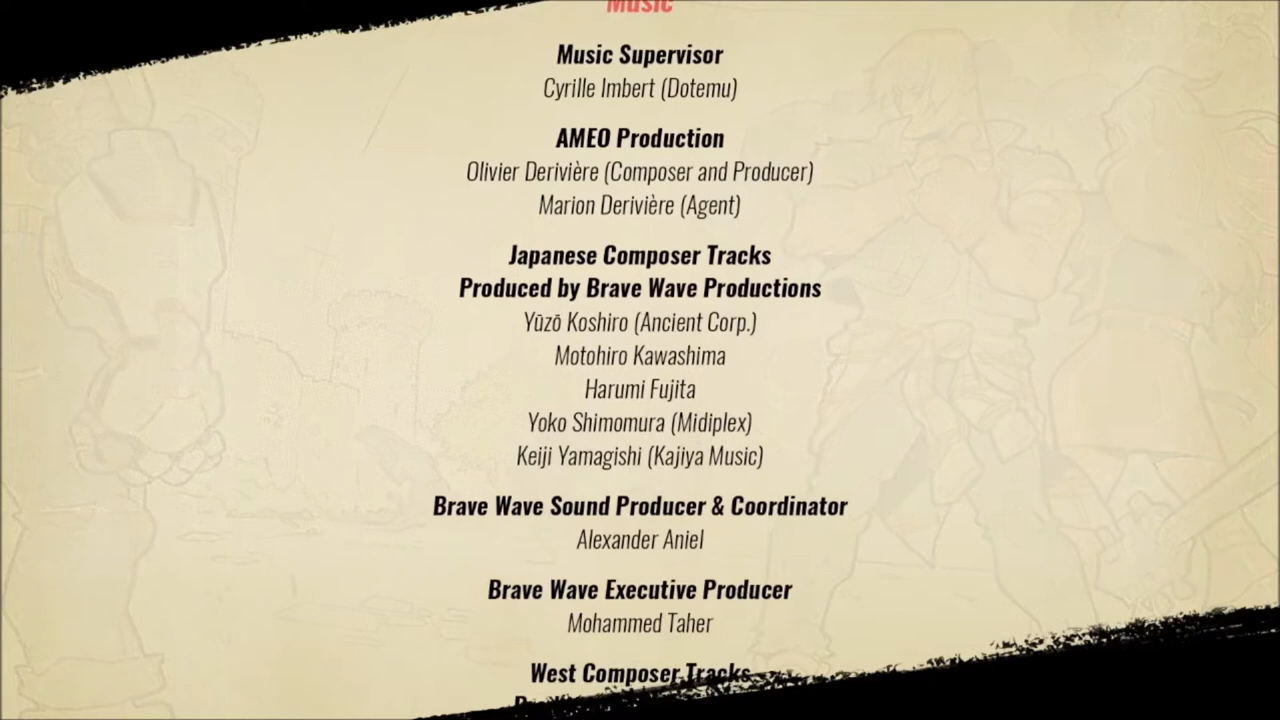 Music
Music Supervisor
Cyrille Imbert (Dotemu)
AMEO Production
Olivier Derivière (Composer and Producer)
Marion Derivière (Agent)
Japanese Composer Tracks
Produced by Brave Wave Productions
Yūzō Koshiro (Ancient Corp.)
Motohiro Kawashima
Harumi Fujita
Yoko Shimomura (Midiplex)
Keiji Yamagishi (Kajiya Music)
Brave Wave Sound Producer & Coordinator
Alexander Aniel
Brave Wave Executive Producer
Mohammed Taher
West Composer Tracks